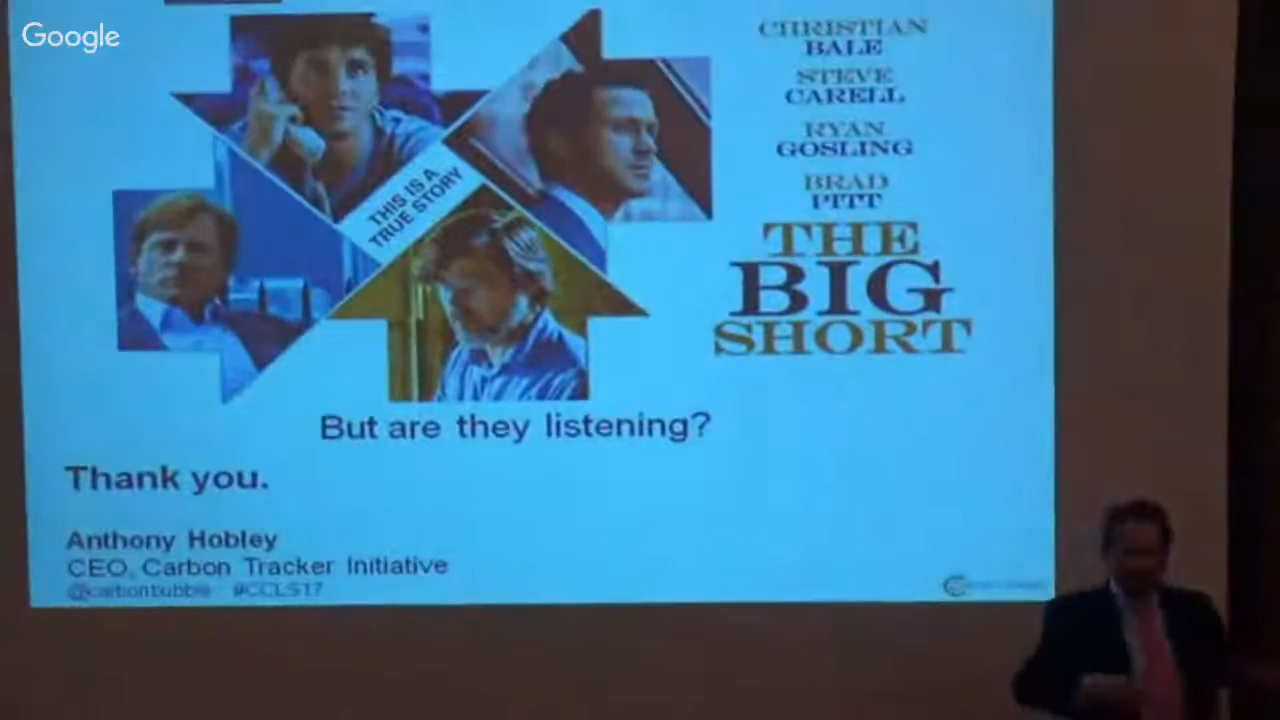 Google
CHRISTIAN
BALE
STEVE
CARELL
RYAN
GOSLING
BRAD
PITT
THE
BIG
SHORT
THIS IS A
TRUE STORY
But are they listening?
Thank you.
Anthony Hobley
CEO, Carbon Tracker Initiative
@carbonbubble #CCLS17